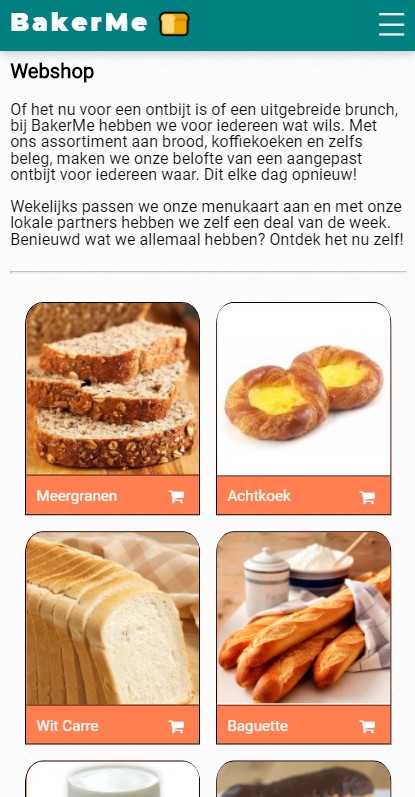 BakerMe
Webshop
Of het nu voor een ontbijt is of een uitgebreide brunch,
bij BakerMe hebben we voor iedereen wat wils. Met
ons assortiment aan brood, koffiekoeken en zelfs
beleg, maken we onze belofte van een aangepast
ontbijt voor iedereen waar. Dit elke dag opnieuw!
Wekelijks passen we onze menukaart aan en met onze
lokale partners hebben we zelf een deal van de week.
Benieuwd wat we allemaal hebben? Ontdek het nu zelf!
Meergranen
Achtkoek
Wit Carre
Baguette